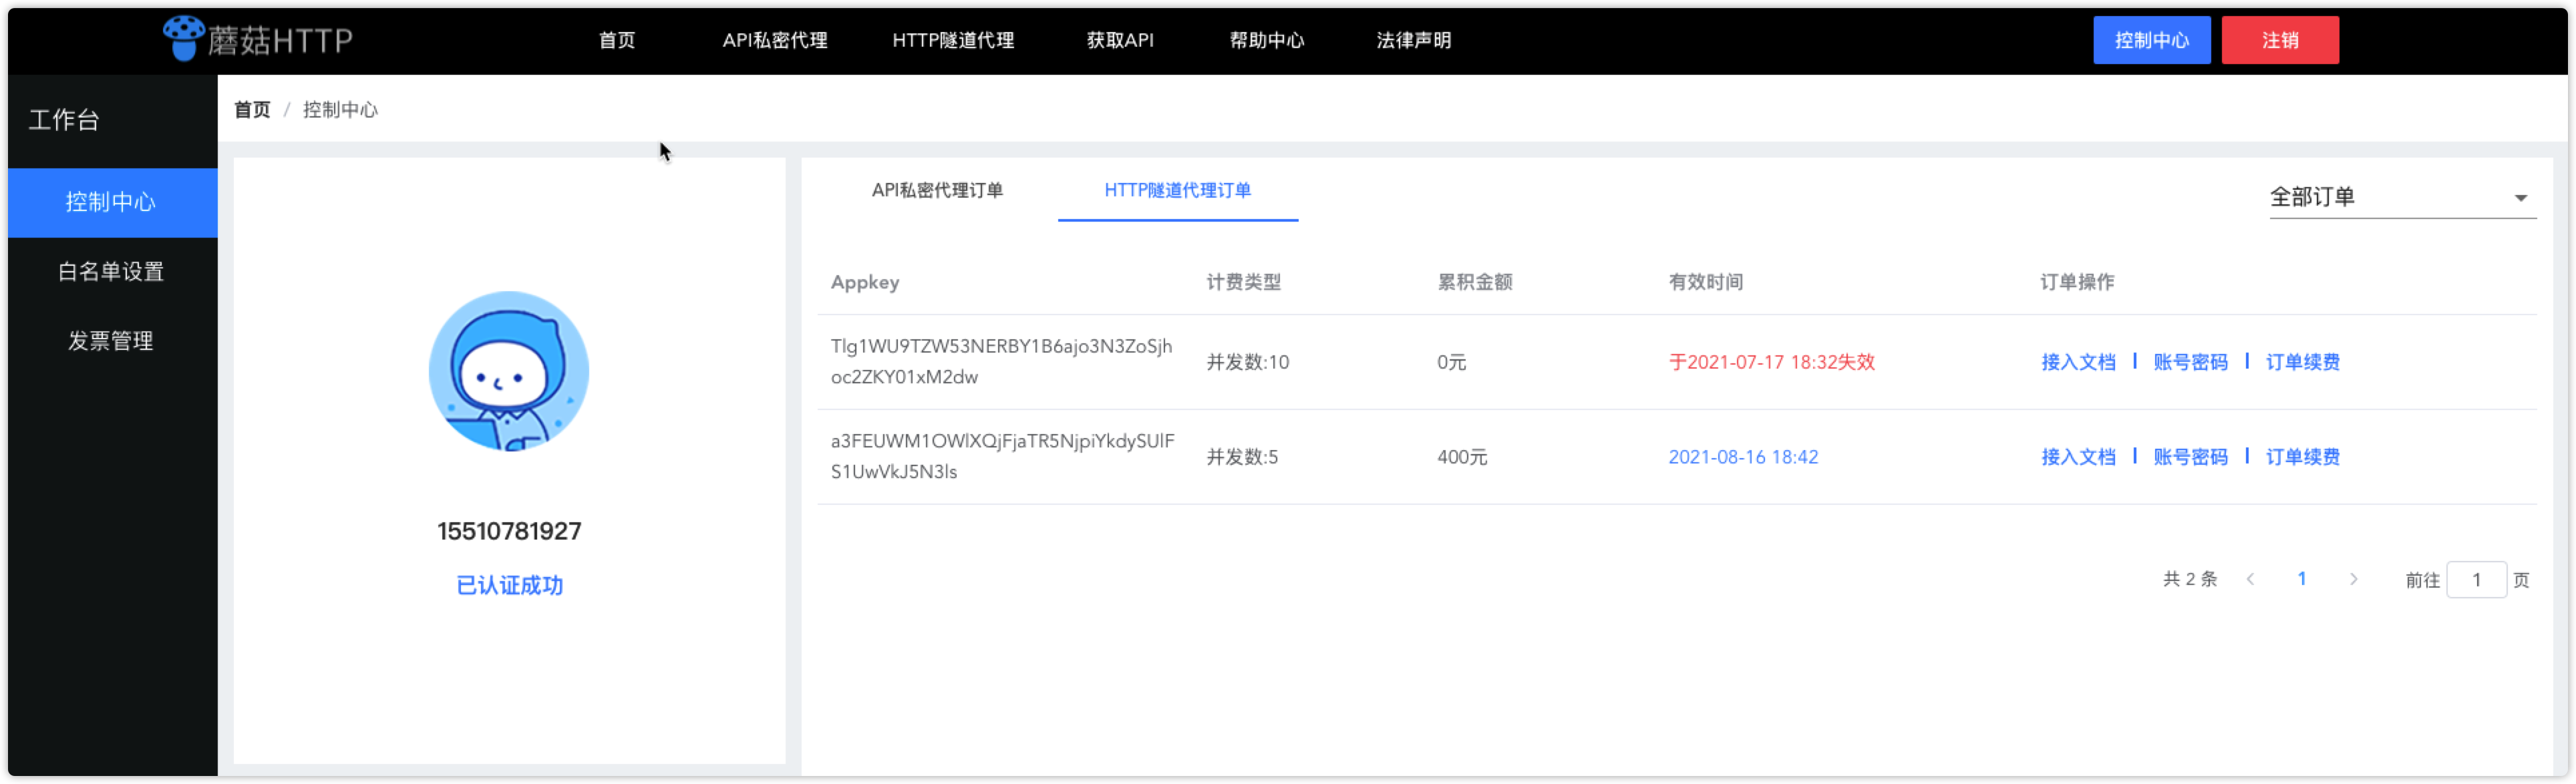 蘑菇HTTP
首页 API私密代理 HTTP隧道代理 获取API 帮助中心 法律声明 控制中心 注销
工作台
控制中心
白名单设置
发票管理
首页 / 控制中心
15510781927
已认证成功
API私密代理订单 HTTP隧道代理订单 全部订单
Appkey 计费类型 累积金额 有效时间 订单操作
Tlg1WU9TZW53NERBY1B6ajo3N3ZoSjh
oc2ZKY01xM2dw 并发数:10 0元 于2021-07-17 18:32失效 接入文档 | 账号密码 | 订单续费
a3FEUWM1OWlXQjFjaTR5NjpiYkdySUlF
S1UwVkJ5N3ls 并发数:5 400元 2021-08-16 18:42 接入文档 | 账号密码 | 订单续费
共 2 条 < 1 > 前往 1 页